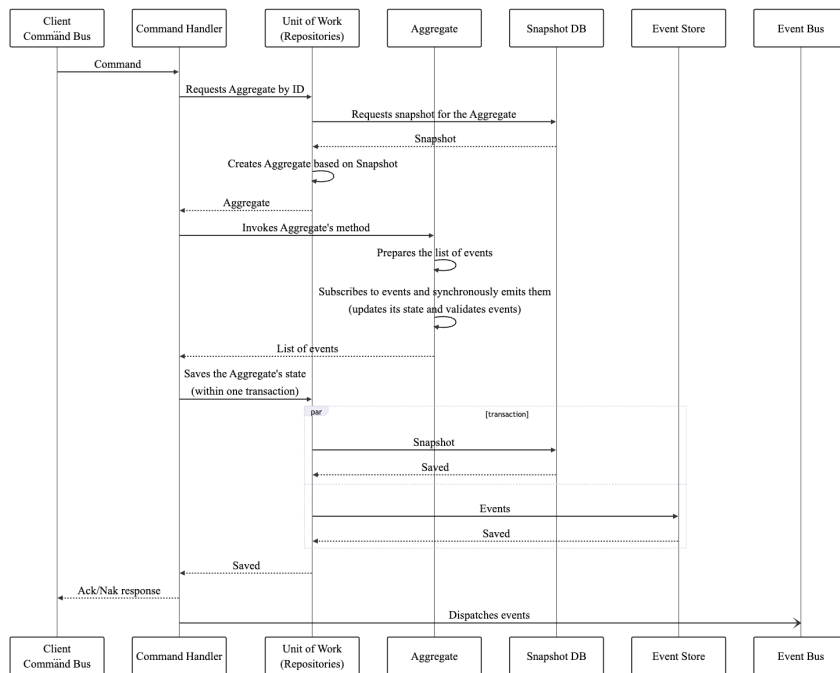 Client
...
Command Bus
Command Handler
Unit of Work
(Repositories)
Aggregate
Snapshot DB
Event Store
Event Bus
Command
Requests Aggregate by ID
Requests snapshot for the Aggregate
Snapshot
Creates Aggregate based on Snapshot
Aggregate
Invokes Aggregate's method
Prepares the list of events
Subscribes to events and synchronously emits them
(updates its state and validates events)
List of events
Saves the Aggregate's state
(within one transaction)
par
[transaction]
Snapshot
Saved
Events
Saved
Saved
Ack/Nak response
Dispatches events
Client
...
Command Bus
Command Handler
Unit of Work
(Repositories)
Aggregate
Snapshot DB
Event Store
Event Bus